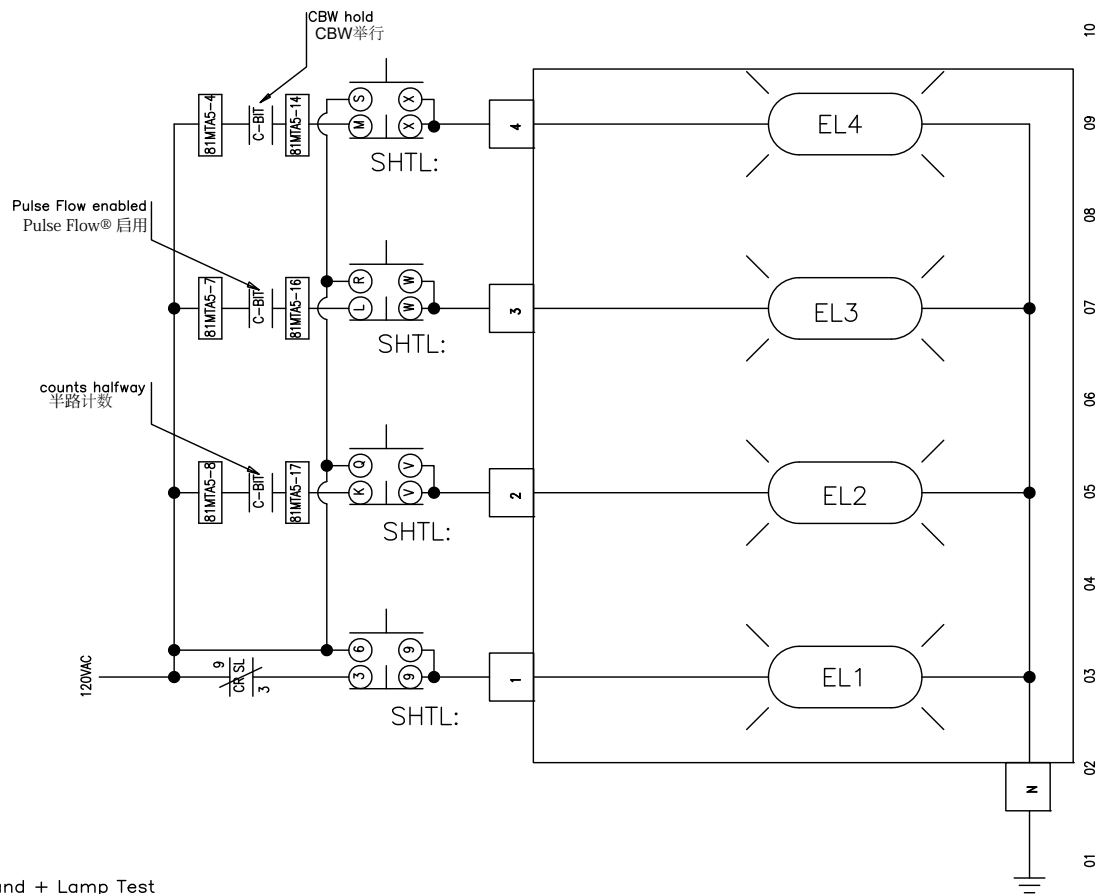 CBW hold
CBW举行
10
81MTA5-4
C-BIT
81MTA5-14
S
X
M
X
4
EL4
09
SHTL:
Pulse Flow enabled
Pulse Flow® 启用
08
81MTA5-7
C-BIT
81MTA5-16
R
W
L
W
3
EL3
07
SHTL:
counts halfway
半路计数
06
81MTA5-8
C-BIT
81MTA5-17
Q
V
K
V
2
EL2
05
SHTL:
04
120VAC
9
CR SL
3
6
9
3
9
1
EL1
03
SHTL:
02
N
01
and + Lamp Test